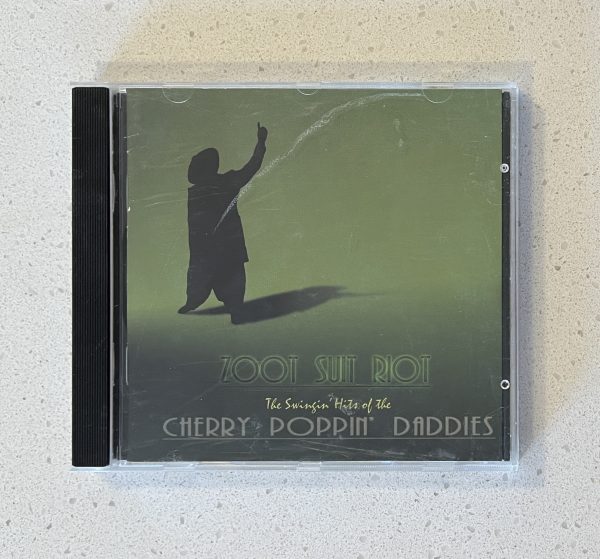 ZOOT SUIT RIOT
The Swingin' Hits of the
CHERRY POPPIN' DADDIES